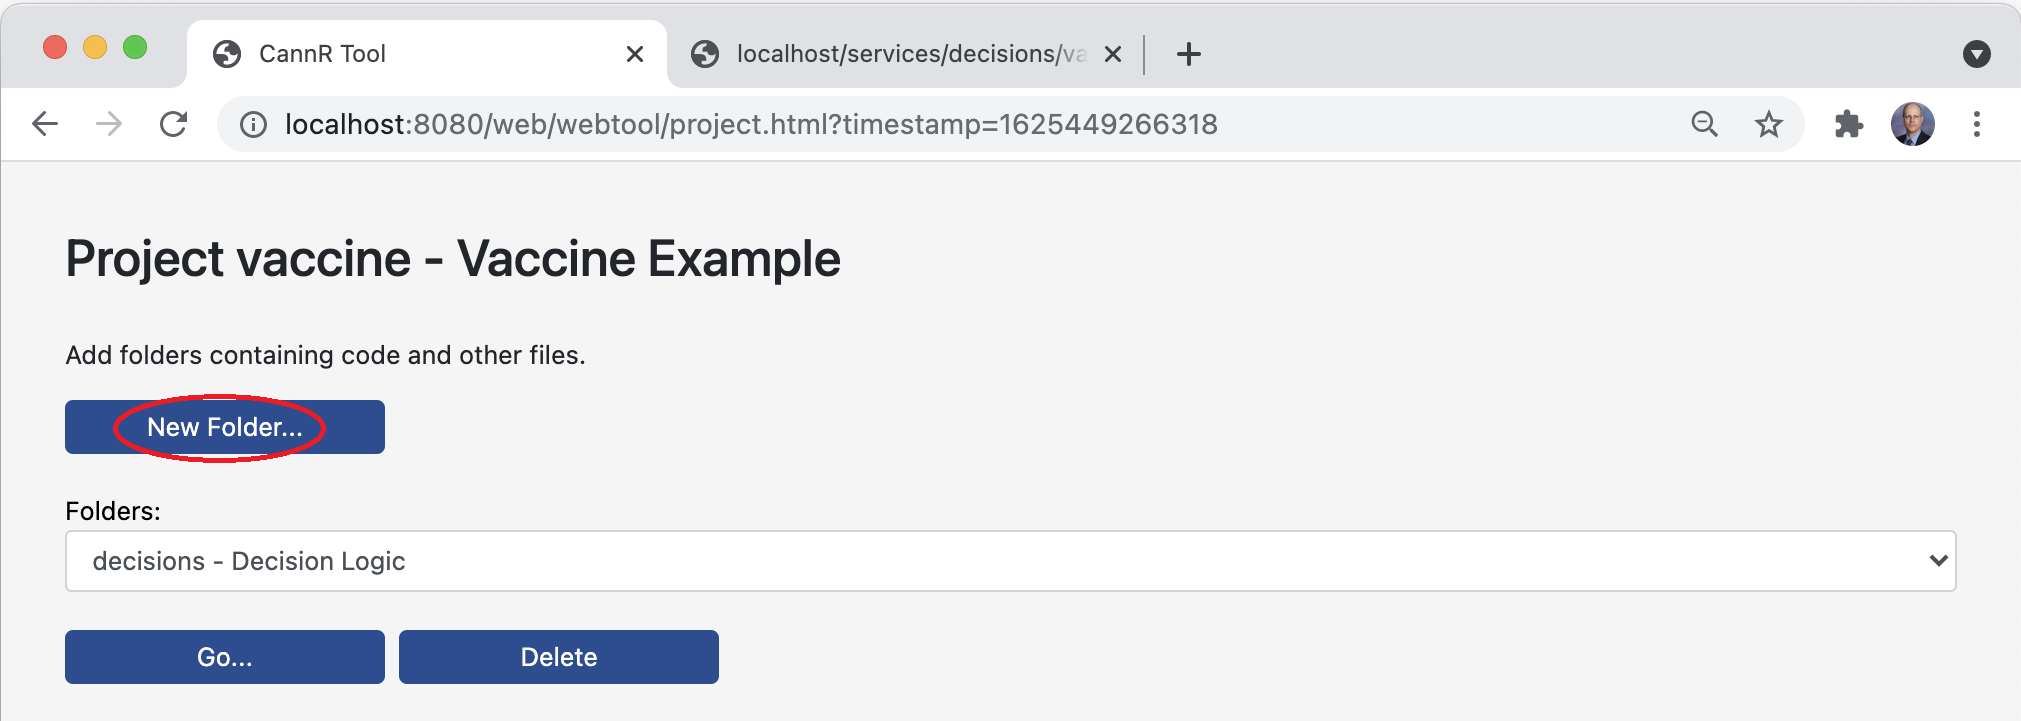 CannR Tool
localhost/services/decisions/va
localhost:8080/web/webtool/project.html?timestamp=1625449266318
Project vaccine - Vaccine Example
Add folders containing code and other files.
New Folder...
Folders:
decisions - Decision Logic
Go... Delete